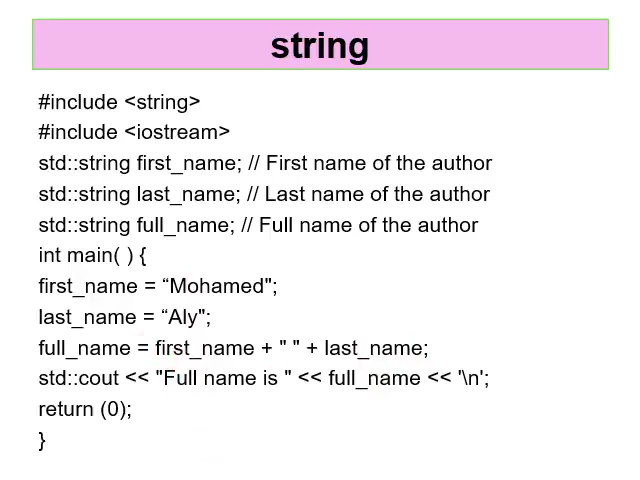 string
#include <string>
#include <iostream>
std::string first_name; // First name of the author
std::string last_name; // Last name of the author
std::string full_name; // Full name of the author
int main( ) {
first_name = “Mohamed";
last_name = “Aly";
full_name = first_name + " " + last_name;
std::cout << "Full name is " << full_name << '\n';
return (0);
}